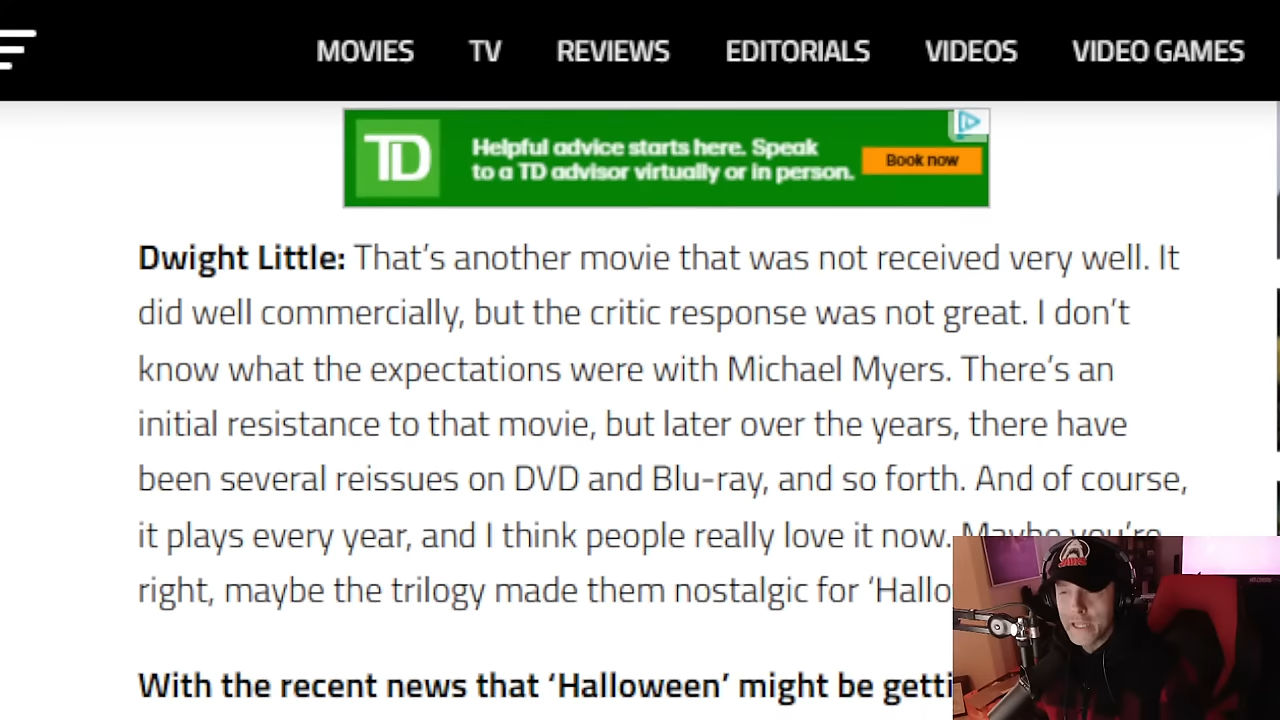 MOVIES TV REVIEWS EDITORIALS VIDEOS VIDEO GAMES
TD
Helpful advice starts here. Speak
to a TD advisor virtually or in person.
Book now
Dwight Little: That's another movie that was not received very well. It
did well commercially, but the critic response was not great. I don't
know what the expectations were with Michael Myers. There's an
initial resistance to that movie, but later over the years, there have
been several reissues on DVD and Blu-ray, and so forth. And of course,
it plays every year, and I think people really love it now. Maybe you're
right, maybe the trilogy made them nostalgic for ‘Hallo
With the recent news that ‘Halloween’ might be getti
JAWS